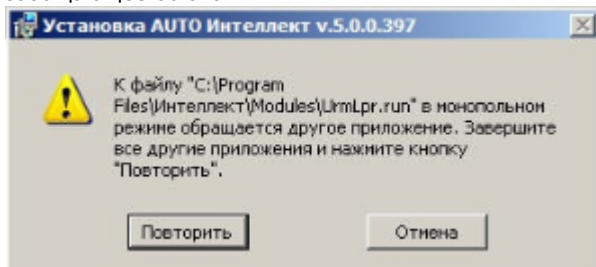 Установка AUTO Интеллект v.5.0.0.397
К файлу "C:\Program
Files\Интеллект\Modules\UrmLpr.run" в монопольном
режиме обращается другое приложение. Завершите
все другие приложения и нажмите кнопку
"Повторить".
Повторить
Отмена